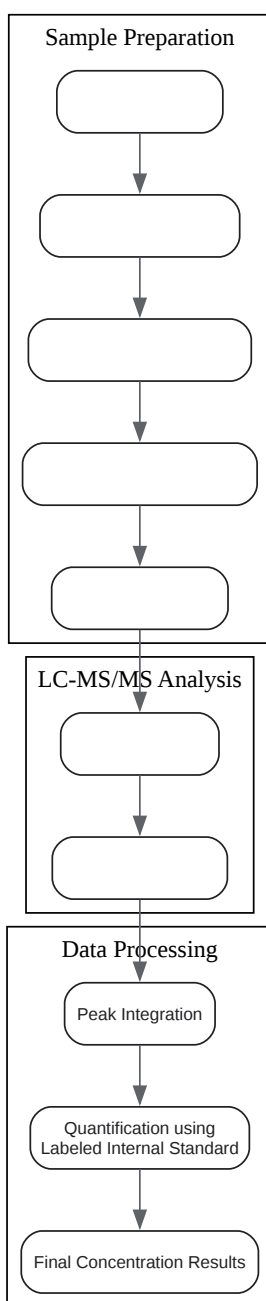 Sample Preparation
LC-MS/MS Analysis
Data Processing
Peak Integration
Quantification using
Labeled Internal Standard
Final Concentration Results